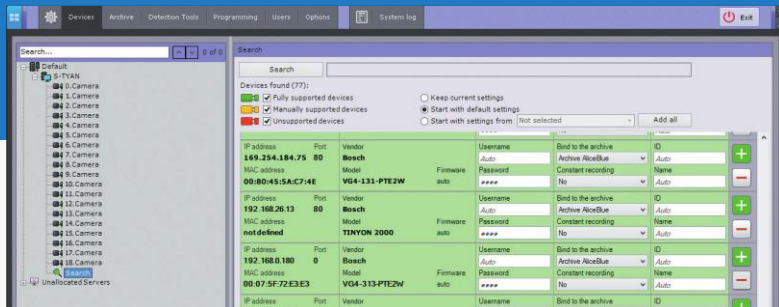 Devices Archive Detection Tools Programming Users Options System log Exit
Search... 0 of 0
Default
S-TYAN
0.Camera
1.Camera
2.Camera
3.Camera
4.Camera
5.Camera
6.Camera
7.Camera
8.Camera
9.Camera
10.Camera
11.Camera
12.Camera
13.Camera
14.Camera
15.Camera
16.Camera
17.Camera
18.Camera
Search
Unallocated Servers
Search
Search
Devices found (77):
Fully supported devices Keep current settings
Manually supported devices Start with default settings
Unsupported devices Start with settings from Not selected Add all
No Auto
IP address Port Vendor Username Bind to the archive ID
169.254.184.75 80 Bosch Auto Archive AliceBlue Auto
MAC address Model Firmware Password Constant recording Name
00:80:45:5A:C7:4E VG4-131-PTE2W auto **** No Auto
IP address Port Vendor Username Bind to the archive ID
192.168.26.13 80 Bosch Auto Archive AliceBlue Auto
MAC address Model Firmware Password Constant recording Name
not defined TINYON 2000 auto **** No Auto
IP address Port Vendor Username Bind to the archive ID
192.168.0.180 0 Bosch Auto Archive AliceBlue Auto
MAC address Model Firmware Password Constant recording Name
00:07:5F:72:E3:E3 VG4-313-PTE2W auto **** No Auto
IP address Port Vendor Username Bind to the archive ID